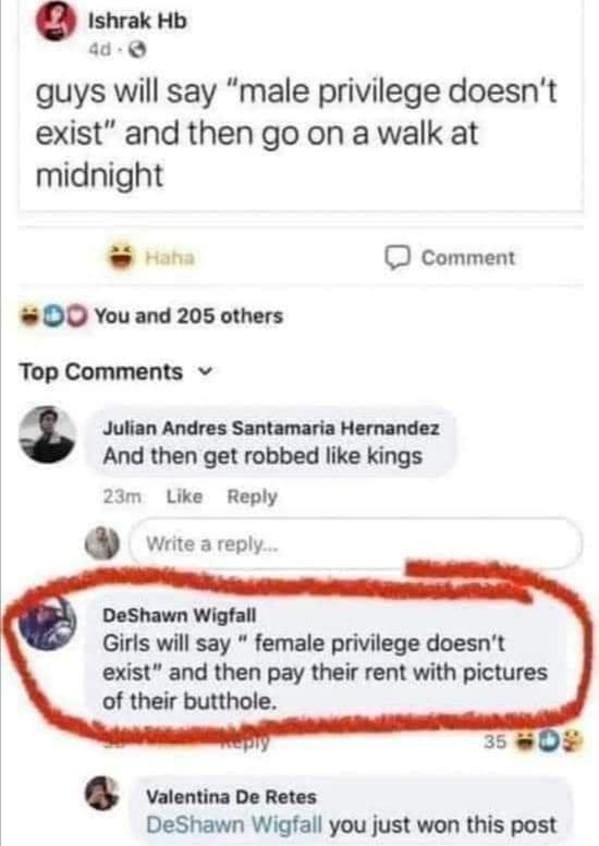 Ishrak Hb
4d ·
guys will say "male privilege doesn't
exist" and then go on a walk at
midnight
Haha Comment
You and 205 others
Top Comments
Julian Andres Santamaria Hernandez
And then get robbed like kings
23m Like Reply
Write a reply...
DeShawn Wigfall
Girls will say " female privilege doesn't
exist" and then pay their rent with pictures
of their butthole.
Reply 35
Valentina De Retes
DeShawn Wigfall you just won this post